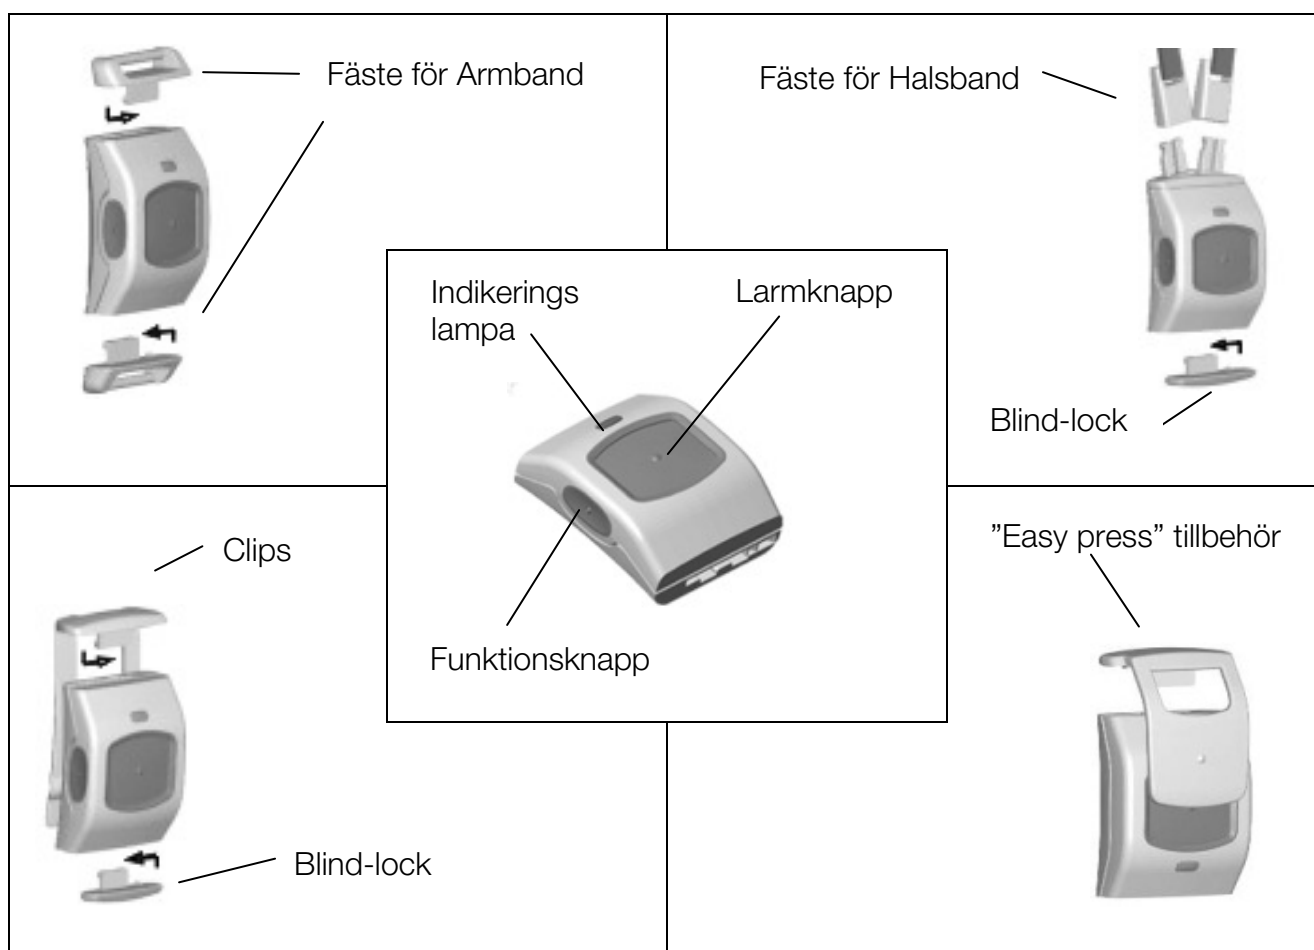 Fäste för Armband
Fäste för Halsband
Blind-lock
Indikerings
lampa
Larmknapp
Funktionsknapp
Clips
Blind-lock
”Easy press” tillbehör